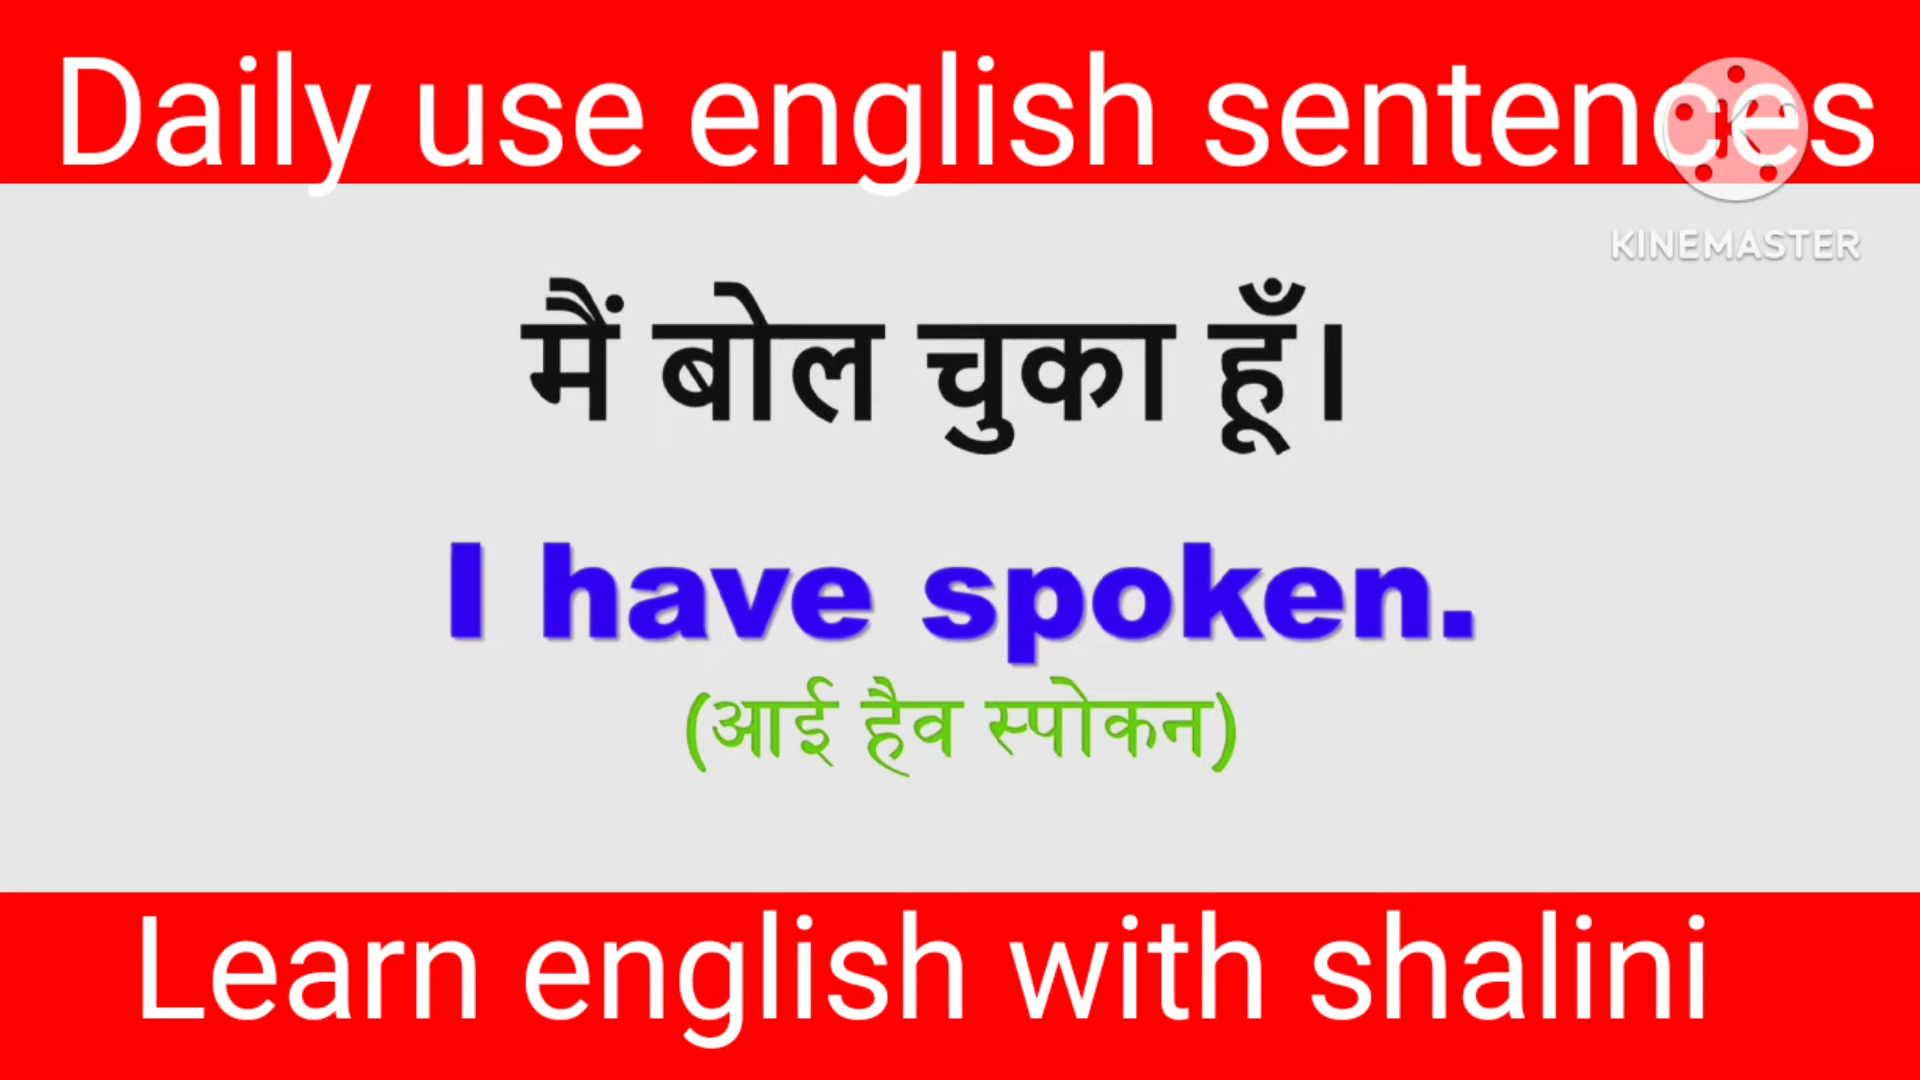 Daily use english sentences
KINEMASTER
मैं बोल चुका हूँ।
I have spoken.
(आई हैव स्पोकन)
Learn english with shalini